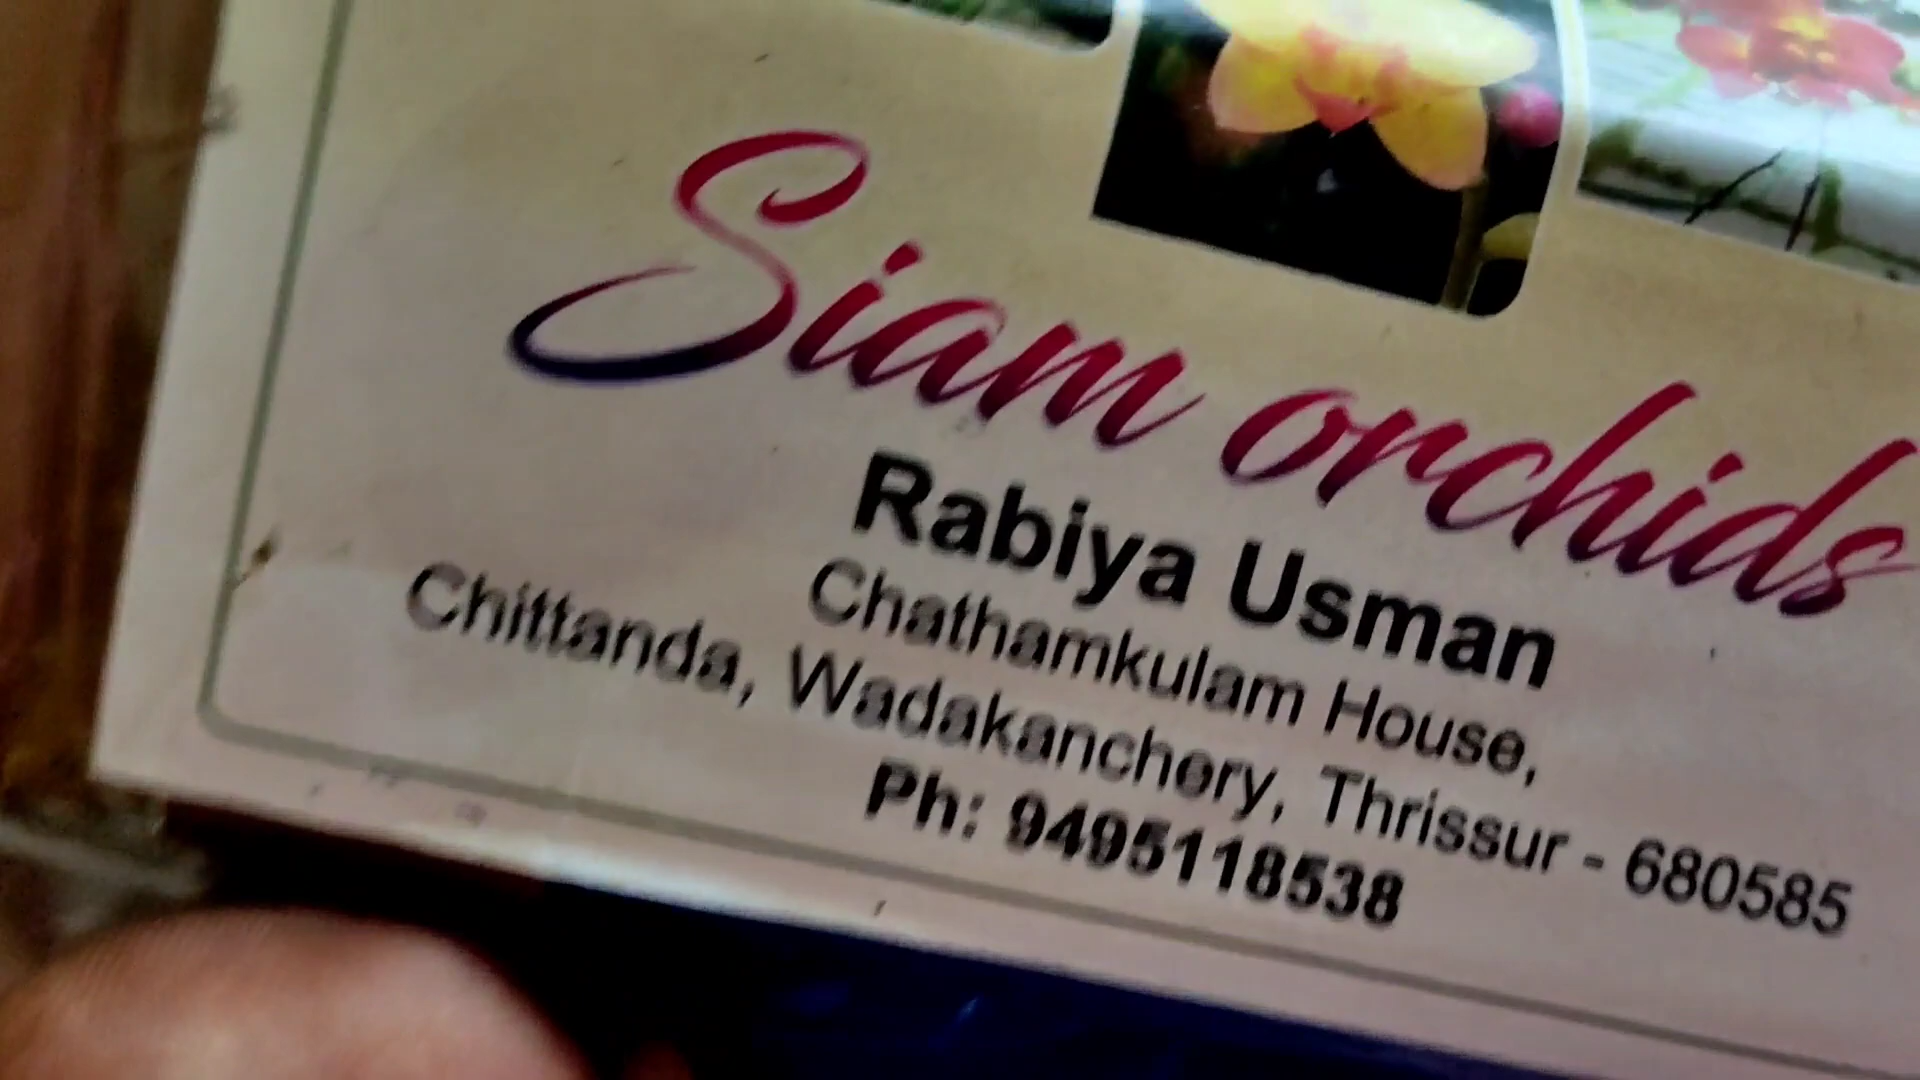 Siam orchids
Rabiya Usman
Chathamkulam House,
Chittanda, Wadakanchery, Thrissur - 680585
Ph: 9495118538